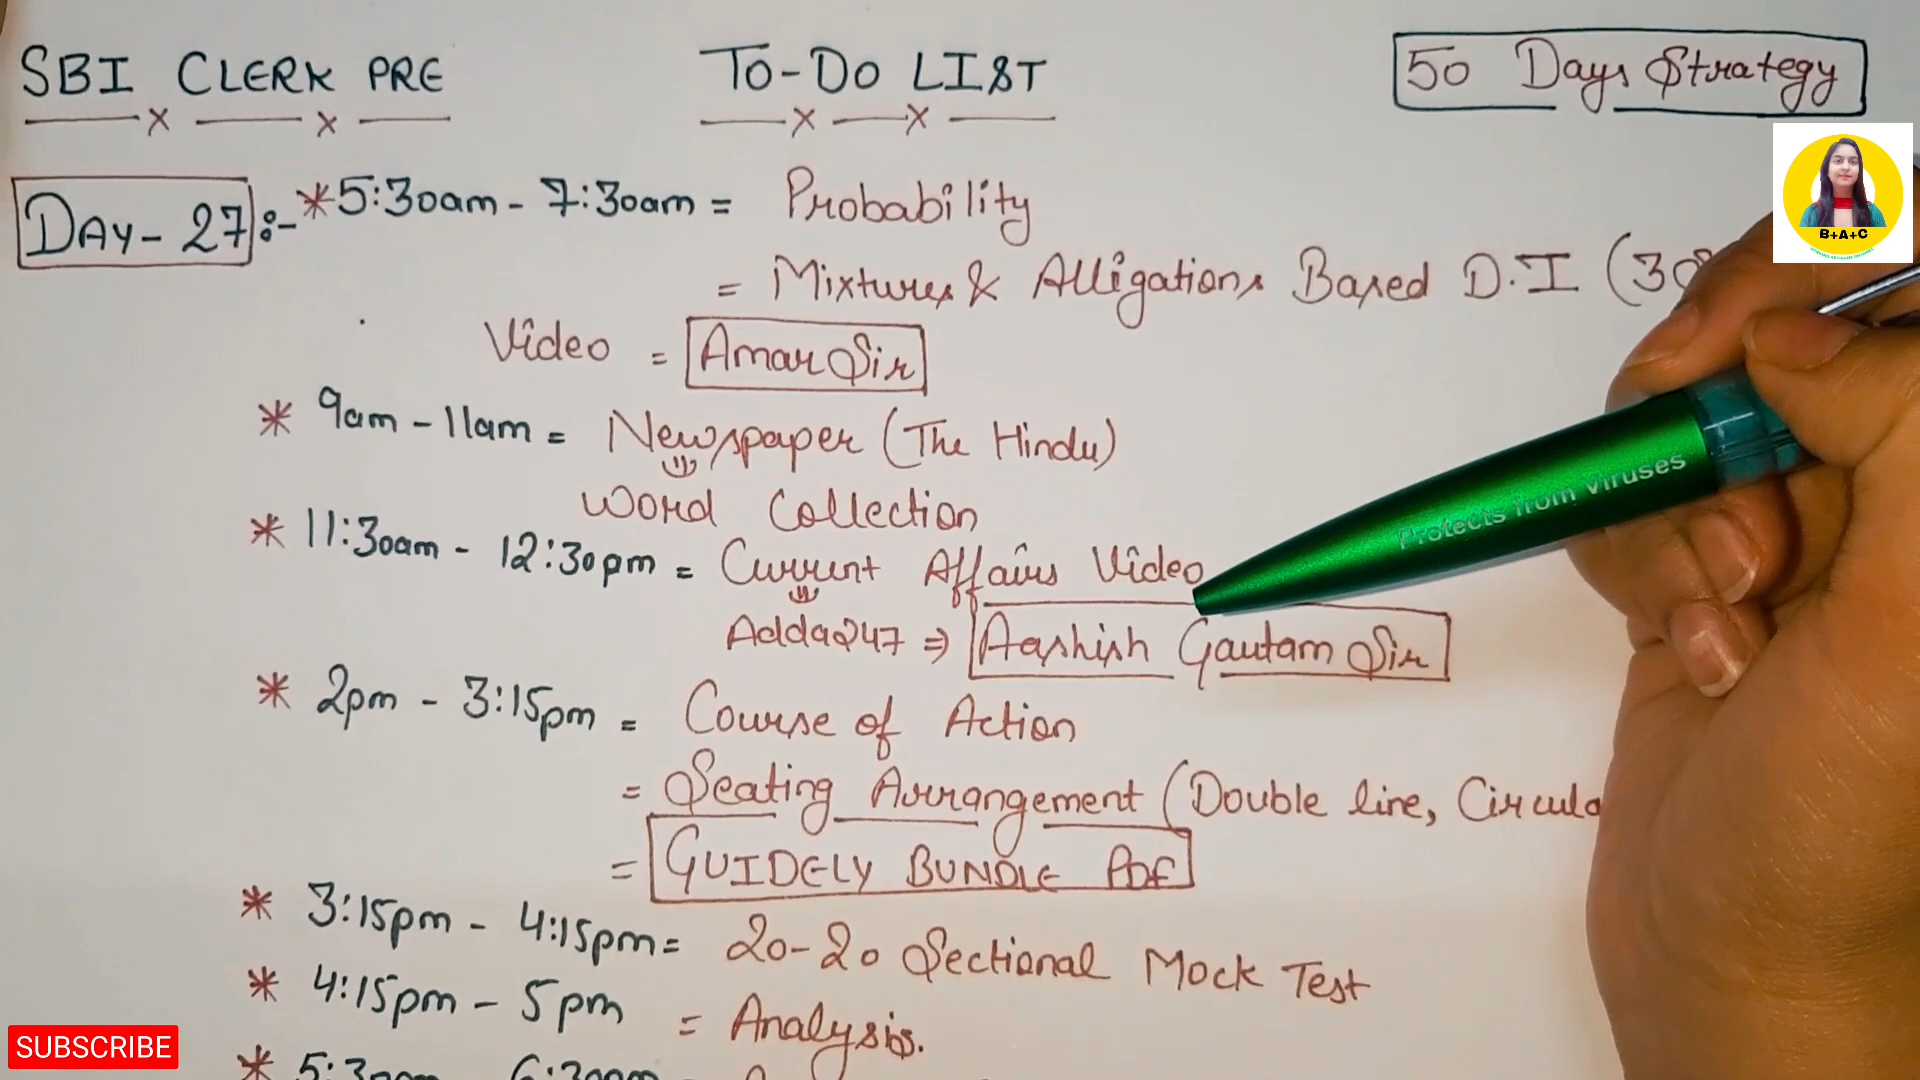 SBI CLERK PRE TO-DO LIST 50 Days Strategy
DAY-27:- *5:30am - 7:30am = Probability
= Mixtures & Alligations Based D.I (30
Video = Amar Sir
* 9am - 11am = Newspaper (The Hindu)
Word Collection
* 11:30am - 12:30pm = Current Affairs Video
Adda247 ⇒ Aashish Gautam Sir
* 2pm - 3:15pm = Course of Action
= Seating Arrangement (Double line, Circula
= GUIDELY BUNDLE PDF
* 3:15pm - 4:15pm = 20-20 Sectional Mock Test
* 4:15pm - 5pm = Analysis.
B+A+C
Protects from Viruses
SUBSCRIBE